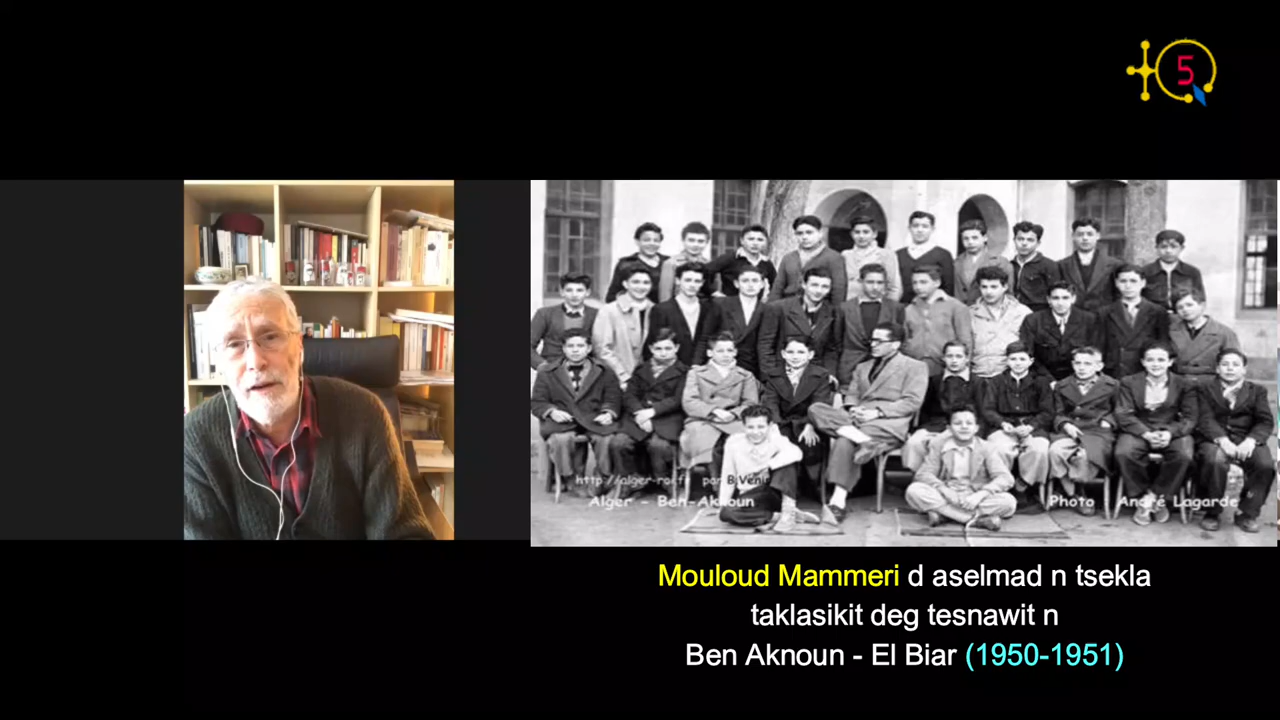 5
http://alger-roi.fr par B Venis
Alger - Ben-Aknoun
Photo André Lagarde
Mouloud Mammeri d aselmad n tsekla
taklasikit deg tesnawit n
Ben Aknoun - El Biar (1950-1951)